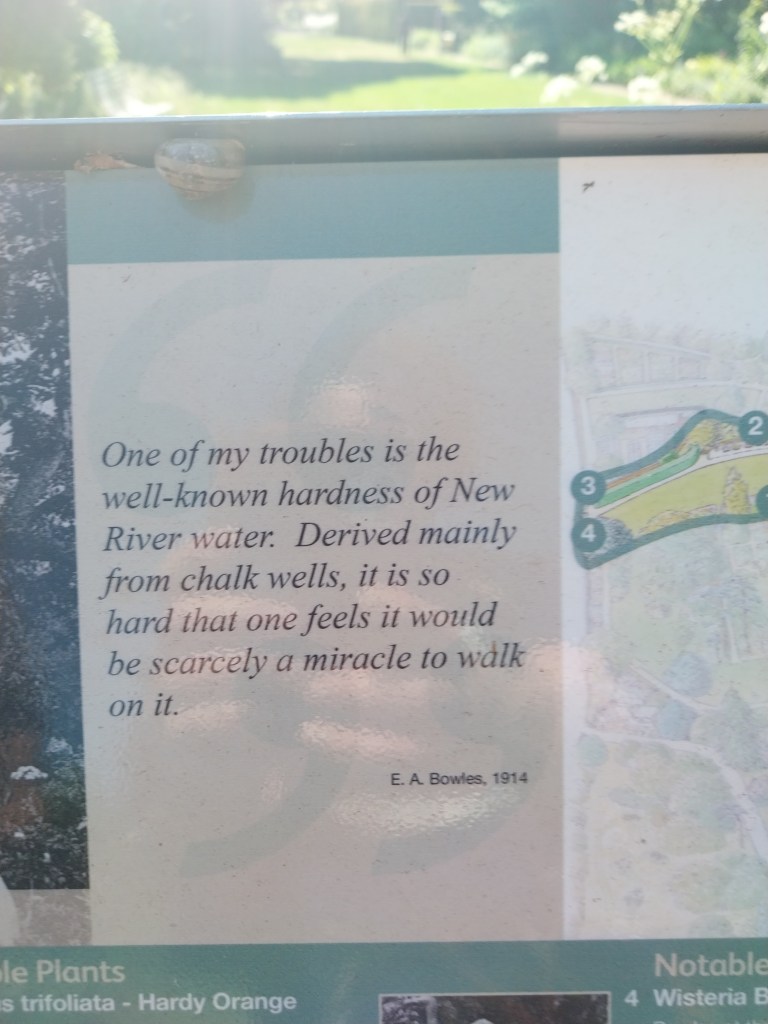 One of my troubles is the
well-known hardness of New
River water. Derived mainly
from chalk wells, it is so
hard that one feels it would
be scarcely a miracle to walk
on it.
E. A. Bowles, 1914
2
3
4
Plants
trifoliata - Hardy Orange
Notable
4 Wisteria